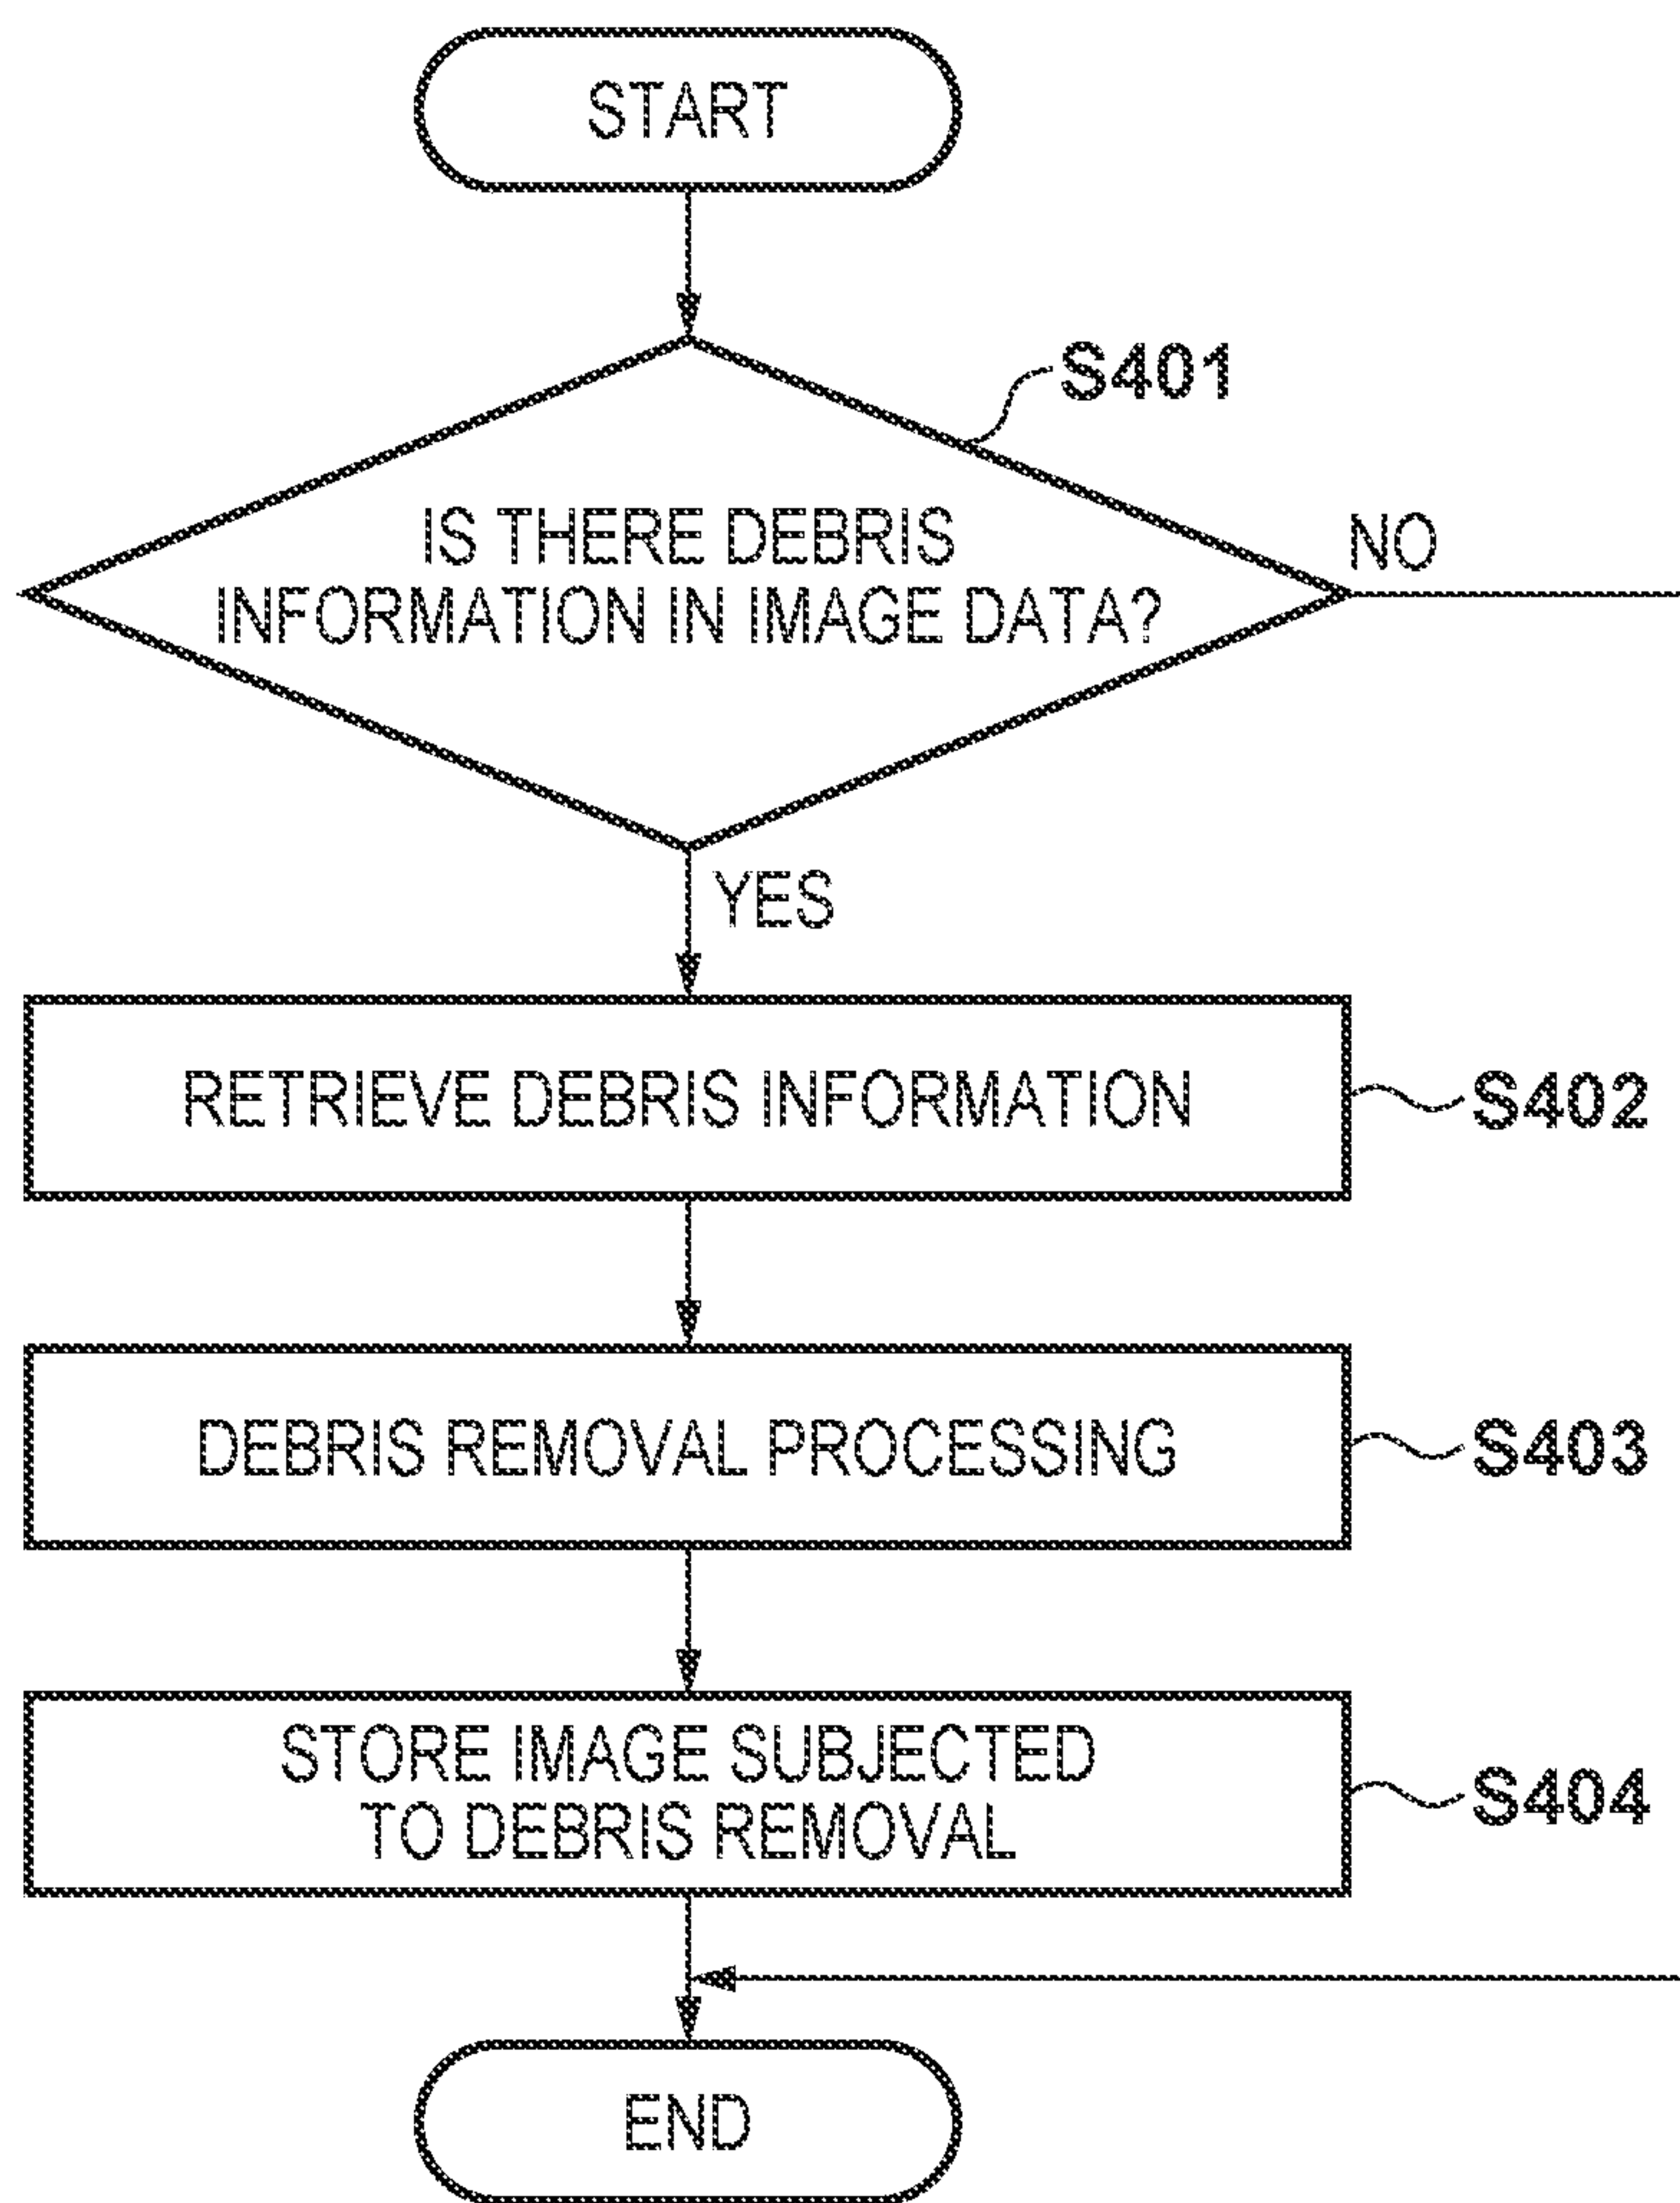 START
S401
IS THERE DEBRIS
INFORMATION IN IMAGE DATA?
NO
YES
RETRIEVE DEBRIS INFORMATION
S402
DEBRIS REMOVAL PROCESSING
S403
STORE IMAGE SUBJECTED
TO DEBRIS REMOVAL
S404
END